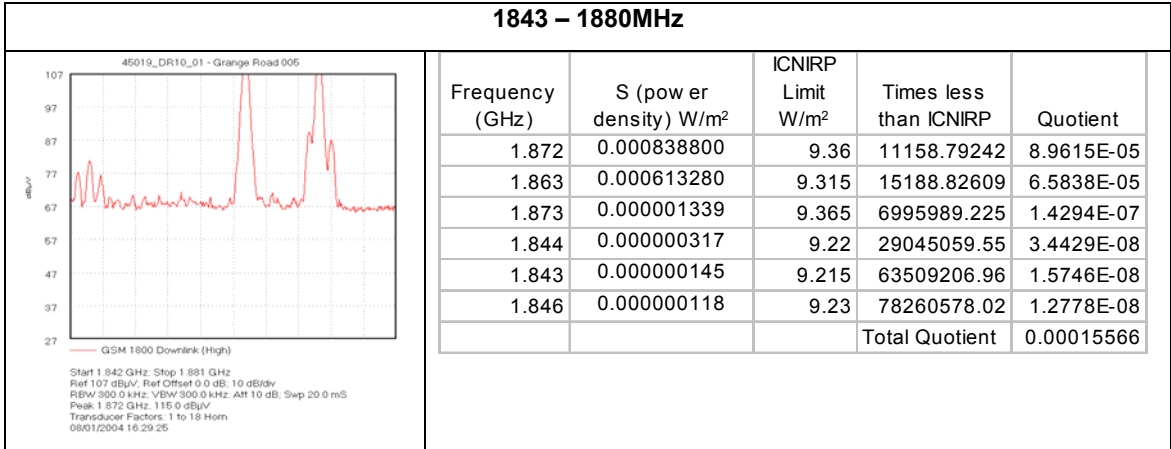 1843 – 1880MHz
45019_DR10_01 - Grange Road 005
107
97
87
77
67
57
47
37
27
dBµV
GSM 1800 Downlink (High)
Start 1.842 GHz; Stop 1.881 GHz
Ref 107 dBµV; Ref Offset 0.0 dB; 10 dB/div
RBW 300.0 kHz; VBW 300.0 kHz; Att 10 dB; Swp 20.0 mS
Peak 1.872 GHz, 115.0 dBµV
Transducer Factors: 1 to 18 Horn
08/01/2004 16:29:25
Frequency (GHz) S (pow er density) W/m² ICNIRP Limit W/m² Times less than ICNIRP Quotient
1.872 0.000838800 9.36 11158.79242 8.9615E-05
1.863 0.000613280 9.315 15188.82609 6.5838E-05
1.873 0.000001339 9.365 6995989.225 1.4294E-07
1.844 0.000000317 9.22 29045059.55 3.4429E-08
1.843 0.000000145 9.215 63509206.96 1.5746E-08
1.846 0.000000118 9.23 78260578.02 1.2778E-08
Total Quotient 0.00015566